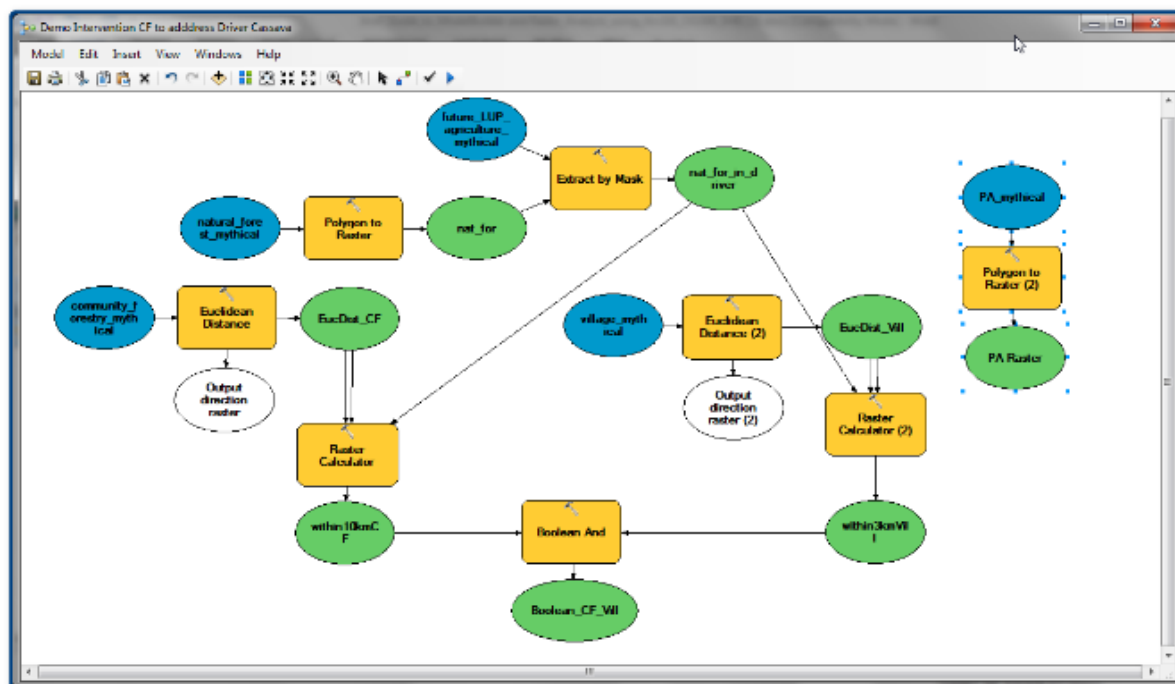 Demo Intervention CF to adddress Driver Cassava
Model Edit Insert View Windows Help
future_LUP_
agriculture_
mythical
Extract by Mask
nat_for_m_d
river
PA_mythical
natural_fore
st_mythical
Polygon to
Raster
nat_for
Polygon to
Raster (2)
community_f
orestry_myth
ical
Euclidean
Distance
EucDist_CF
village_myth
ical
Euclidean
Distance (2)
EucDist_Vill
PA Raster
Output
direction
raster
Output
direction
raster (2)
Raster
Calculator
Raster
Calculator (2)
within10kmC
F
Boolean And
within3kmVil
l
Boolean_CF_Vill